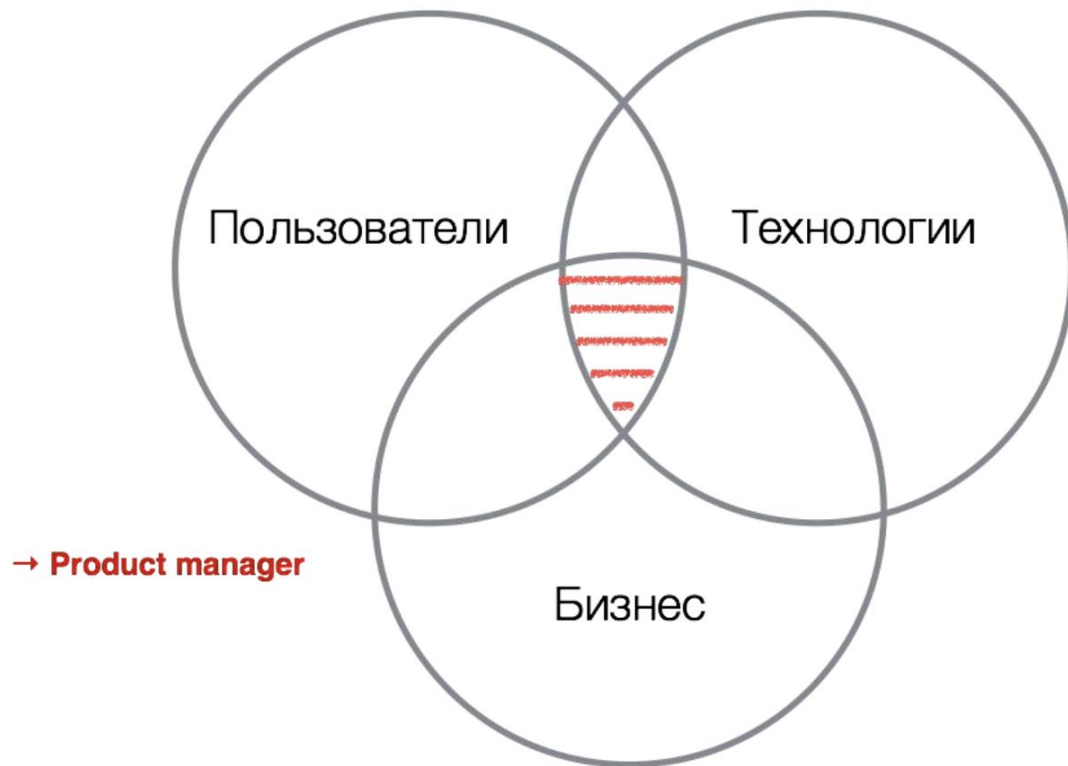 Пользователи
Технологии
→ Product manager
Бизнес